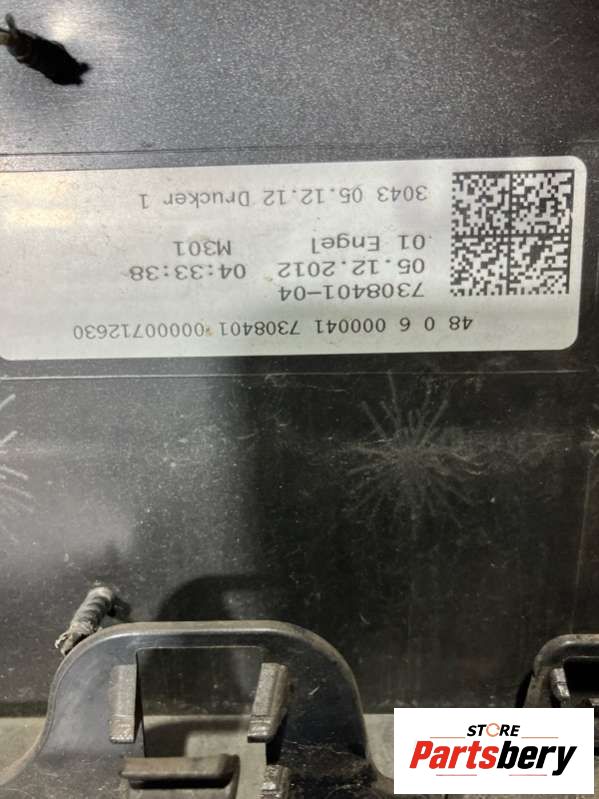 48 0 6 000041 7308401 00000712630
7308401-04
05.12.2012 04:33:38
01 Engel M301
3043 05.12.12 Drucker 1
STORE
Partsbery